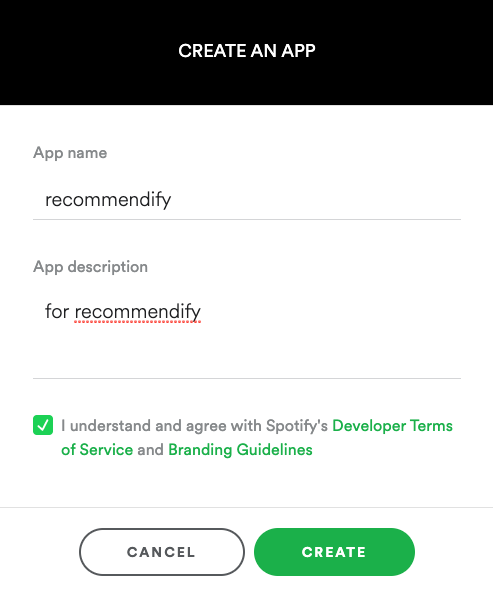 CREATE AN APP
App name
recommendify
App description
for recommendify
I understand and agree with Spotify's Developer Terms
of Service and Branding Guidelines
CANCEL
CREATE